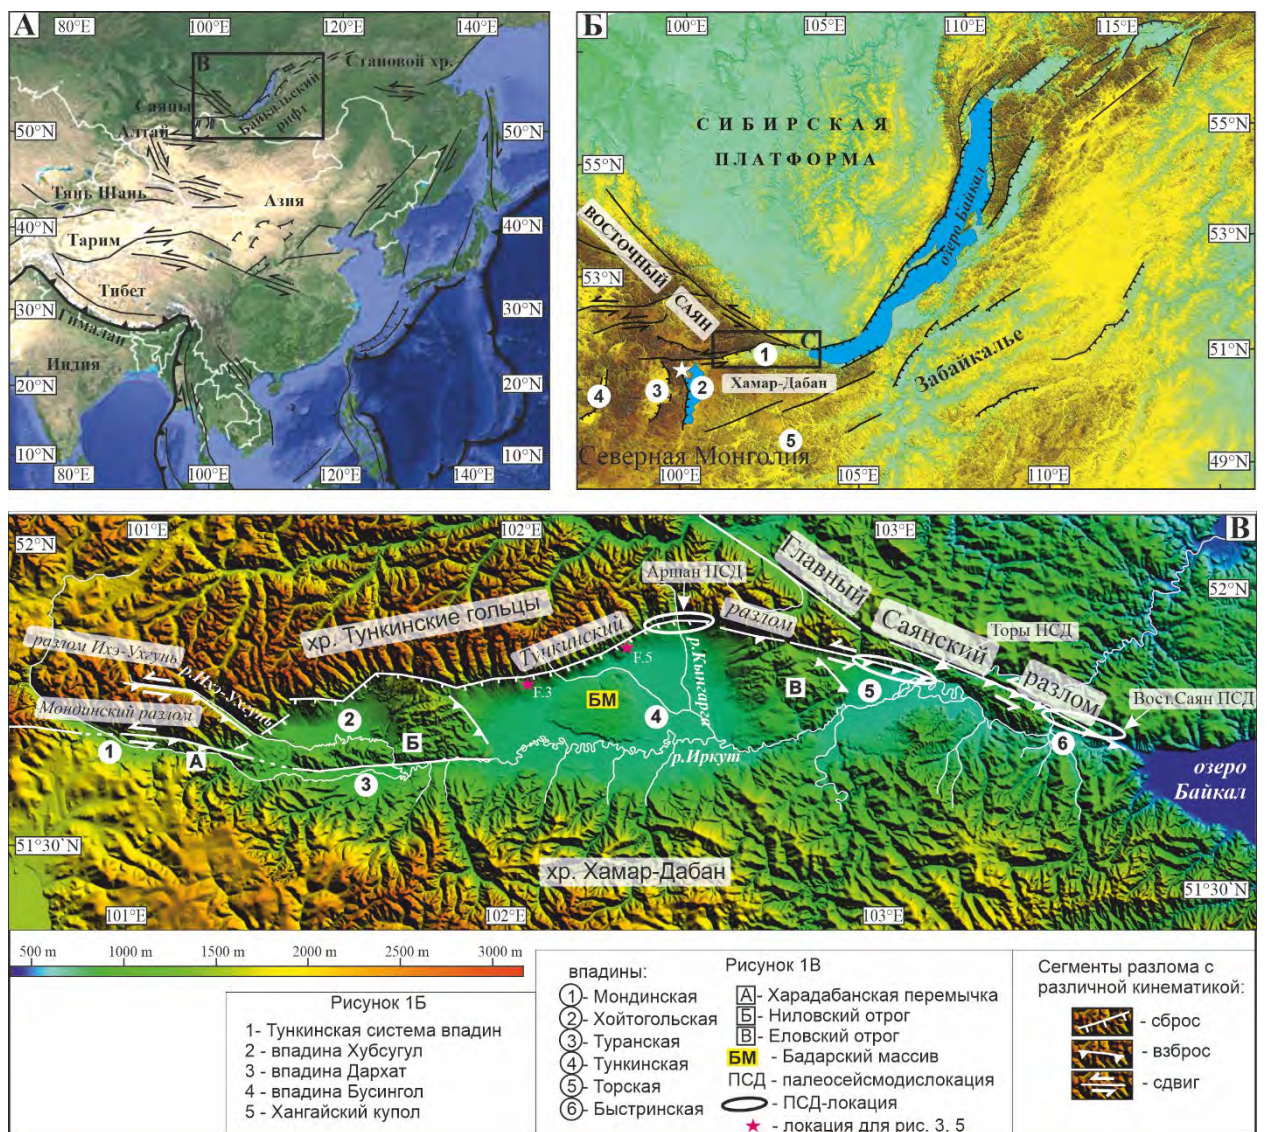 А
80°E
100°E
120°E
140°E
В
Становой хр.
Саяны
Байкальский
рифт
50°N
50°N
Алтай
Тянь Шань
Азия
40°N
40°N
Тарим
Тибет
30°N
30°N
Гималаи
Индия
20°N
20°N
10°N
10°N
80°E
100°E
120°E
140°E
Б
100°E
105°E
110°E
115°E
СИБИРСКАЯ
ПЛАТФОРМА
55°N
55°N
озеро Байкал
ВОСТОЧНЫЙ
САЯН
53°N
53°N
C
1
51°N
Забайкалье
Хамар-Дабан
2
3
4
5
Северная Монголия
49°N
100°E
105°E
110°E
В
101°E
102°E
103°E
52°N
52°N
Главный
Саянский
разлом
Аршан ПСД
хр. Тункинские гольцы
Тункинский
разлом
Торы НСД
разлом Ихэ-Ухгунь
р.Ихэ-Ухгунь
F.5
F.3
р.Кынгарга
Вост.Саян ПСД
Мондинский разлом
БМ
В
5
2
4
Б
1
А
3
6
р.Иркут
озеро
Байкал
51°30`N
хр. Хамар-Дабан
51°30`N
101°E
102°E
103°E
500 m
1000 m
1500 m
2000 m
2500 m
3000 m
Рисунок 1Б
1- Тункинская система впадин
2 - впадина Хубсугул
3 - впадина Дархат
4 - впадина Бусингол
5 - Хангайский купол
впадины:
1 - Мондинская
2 - Хойтогольская
3 - Туранская
4 - Тункинская
5 - Торская
6 - Быстринская
Рисунок 1В
А - Харадабанская перемычка
Б - Ниловский отрог
В - Еловский отрог
БМ - Бадарский массив
ПСД - палеосейсмодислокация
- ПСД-локация
- локация для рис. 3, 5
Сегменты разлома с
различной кинематикой:
- сброс
- взброс
- сдвиг